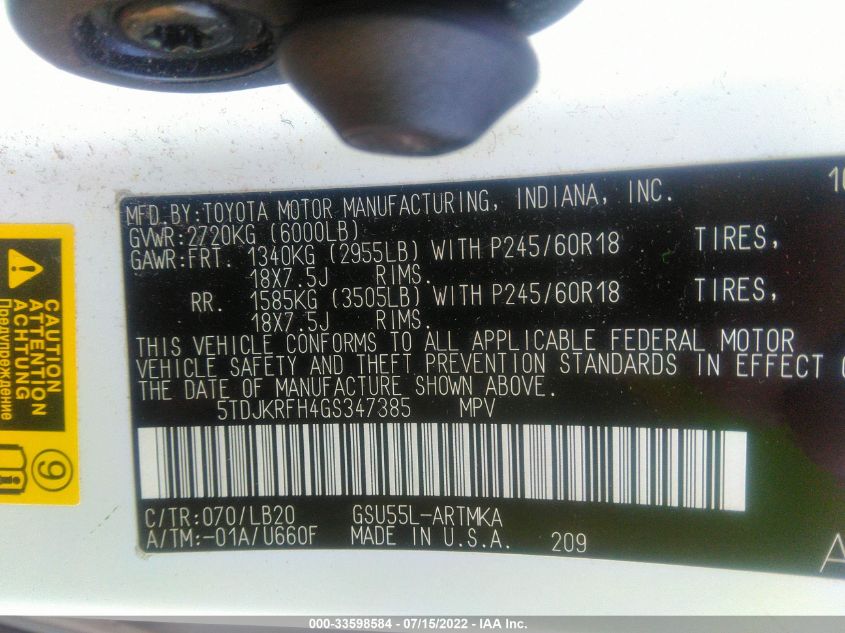 10
MFD.BY:TOYOTA MOTOR MANUFACTURING, INDIANA, INC.
GVWR:2720KG (6000LB)
GAWR:FRT. 1340KG (2955LB) WITH P245/60R18 TIRES,
18X7.5J RIMS.
RR. 1585KG (3505LB) WITH P245/60R18 TIRES,
18X7.5J RIMS.
THIS VEHICLE CONFORMS TO ALL APPLICABLE FEDERAL MOTOR
VEHICLE SAFETY AND THEFT PREVENTION STANDARDS IN EFFECT
THE DATE OF MANUFACTURE SHOWN ABOVE.
5TDJKRFH4GS347385 MPV
C/TR:070/LB20 GSU55L-ARTMKA
A/TM:-01A/U660F MADE IN U.S.A. 209
A
CAUTION
ATTENTION
ACHTUNG
Предупреждение
9
000-33598584 - 07/15/2022 - IAA Inc.